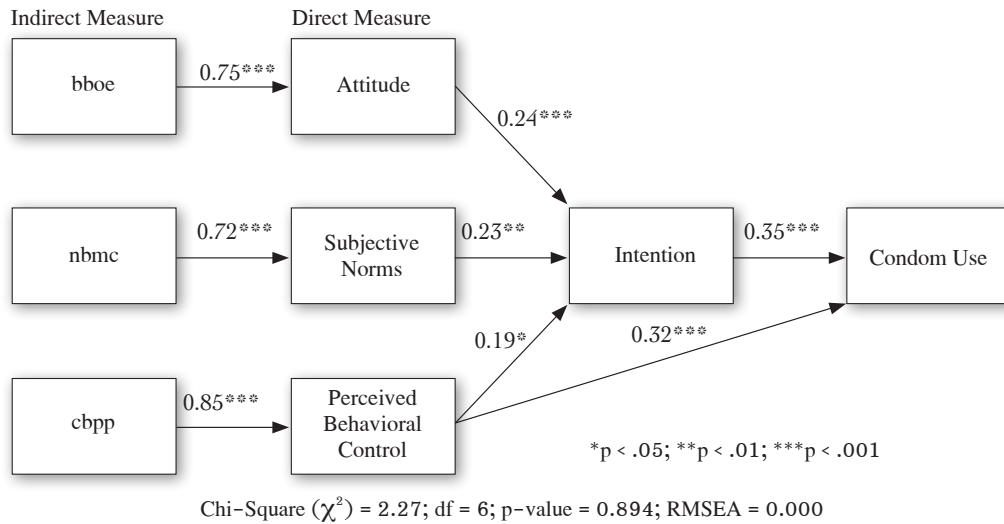 Indirect Measure
Direct Measure
bboe
0.75***
Attitude
0.24***
nbmc
0.72***
Subjective
Norms
0.23**
Intention
0.35***
Condom Use
0.19*
0.32***
cbpp
0.85***
Perceived
Behavioral
Control
*p < .05; **p < .01; ***p < .001
Chi-Square (χ²) = 2.27; df = 6; p-value = 0.894; RMSEA = 0.000